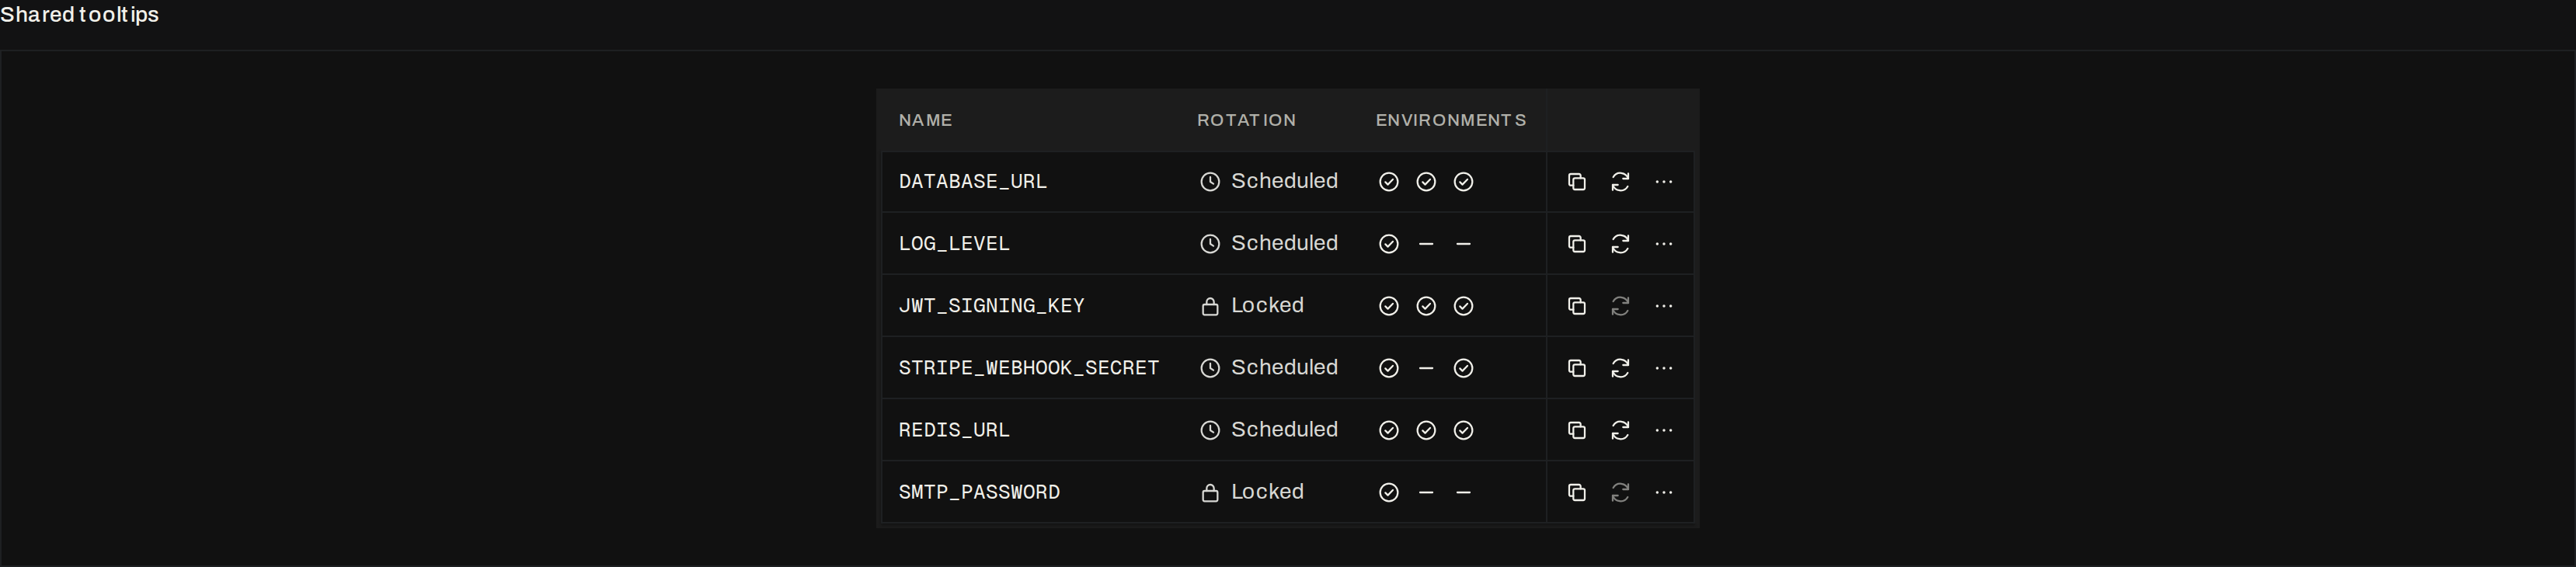 Shared tooltips
NAME ROTATION ENVIRONMENTS
DATABASE_URL Scheduled
LOG_LEVEL Scheduled
JWT_SIGNING_KEY Locked
STRIPE_WEBHOOK_SECRET Scheduled
REDIS_URL Scheduled
SMTP_PASSWORD Locked